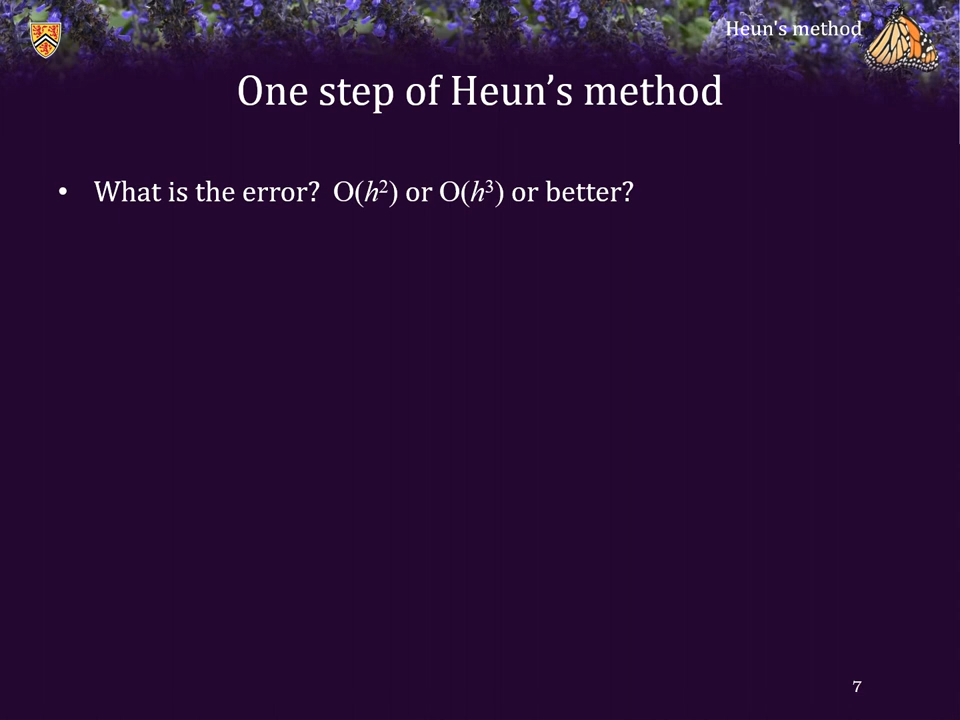 Heun's method
One step of Heun’s method
• What is the error? O(h²) or O(h³) or better?
7